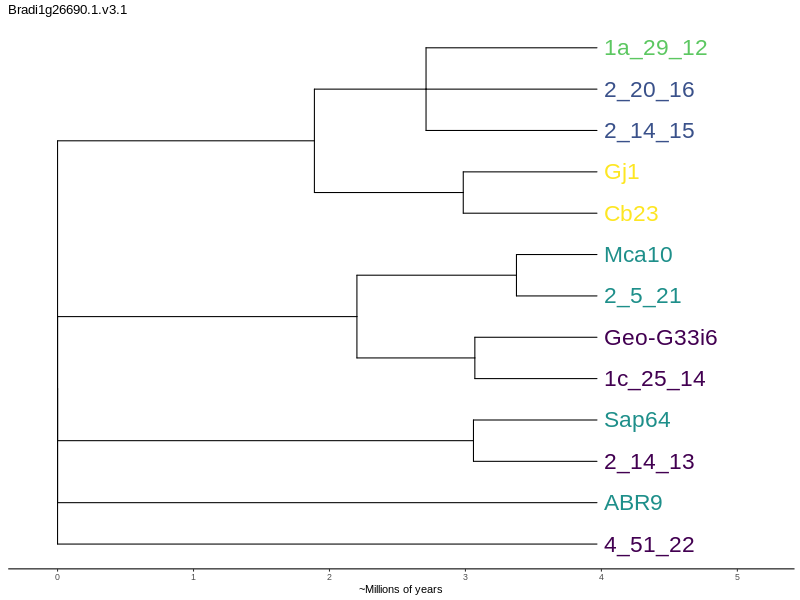 Bradi1g26690.1.v3.1
1a_29_12
2_20_16
2_14_15
Gj1
Cb23
Mca10
2_5_21
Geo-G33i6
1c_25_14
Sap64
2_14_13
ABR9
4_51_22
0 1 2 3 4 5
~Millions of years